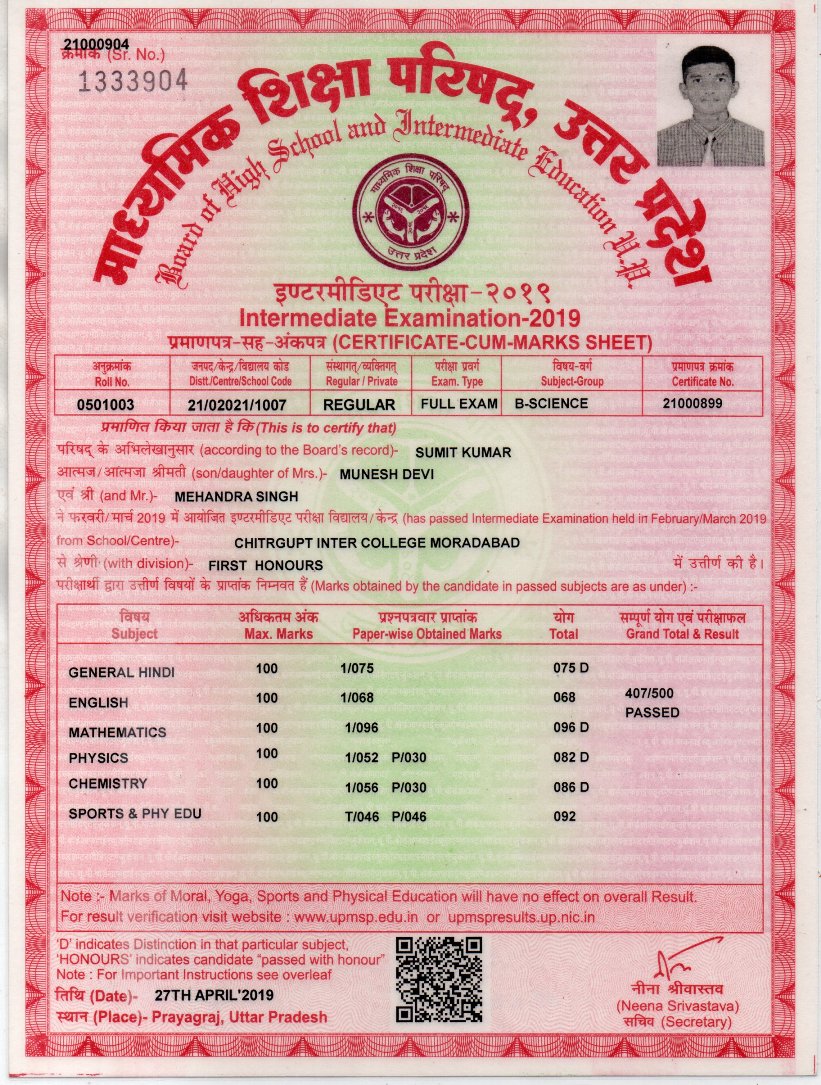 21000904
क्रमांक (Sr. No.)
1333904
माध्यमिक शिक्षा परिषद्, उत्तर प्रदेश
Board of High School and Intermediate Education U.P.
माध्यमिक शिक्षा परिषद्
उत्तर प्रदेश
इण्टरमीडिएट परीक्षा-२०१९
Intermediate Examination-2019
प्रमाणपत्र-सह-अंकपत्र (CERTIFICATE-CUM-MARKS SHEET)
अनुक्रमांक जनपद/केन्द्र/विद्यालय कोड संस्थागत्/व्यक्तिगत् परीक्षा प्रवर्ग विषय-वर्ग प्रमाणपत्र क्रमांक
Roll No. Distt./Centre/School Code Regular / Private Exam. Type Subject-Group Certificate No.
0501003 21/02021/1007 REGULAR FULL EXAM B-SCIENCE 21000899
प्रमाणित किया जाता है कि (This is to certify that)
परिषद् के अभिलेखानुसार (according to the Board's record)- SUMIT KUMAR
आत्मज/आत्मजा श्रीमती (son/daughter of Mrs.)- MUNESH DEVI
एवं श्री (and Mr.)- MEHANDRA SINGH
ने फरवरी/मार्च 2019 में आयोजित इण्टरमीडिएट परीक्षा विद्यालय/केन्द्र (has passed Intermediate Examination held in February/March 2019
from School/Centre)- CHITRGUPT INTER COLLEGE MORADABAD
से श्रेणी (with division)- FIRST HONOURS में उत्तीर्ण की है।
परीक्षार्थी द्वारा उत्तीर्ण विषयों के प्राप्तांक निम्नवत हैं (Marks obtained by the candidate in passed subjects are as under) :-
विषय अधिकतम अंक प्रश्नपत्रवार प्राप्तांक योग सम्पूर्ण योग एवं परीक्षाफल
Subject Max. Marks Paper-wise Obtained Marks Total Grand Total & Result
GENERAL HINDI 100 1/075 075 D
ENGLISH 100 1/068 068 407/500
PASSED
MATHEMATICS 100 1/096 096 D
PHYSICS 100 1/052 P/030 082 D
CHEMISTRY 100 1/056 P/030 086 D
SPORTS & PHY EDU 100 T/046 P/046 092
Note :- Marks of Moral, Yoga, Sports and Physical Education will have no effect on overall Result.
For result verification visit website : www.upmsp.edu.in or upmspresults.up.nic.in
'D' indicates Distinction in that particular subject,
'HONOURS' indicates candidate "passed with honour"
Note : For Important Instructions see overleaf
तिथि (Date)- 27TH APRIL'2019
स्थान (Place)- Prayagraj, Uttar Pradesh
नीना श्रीवास्तव
(Neena Srivastava)
सचिव (Secretary)